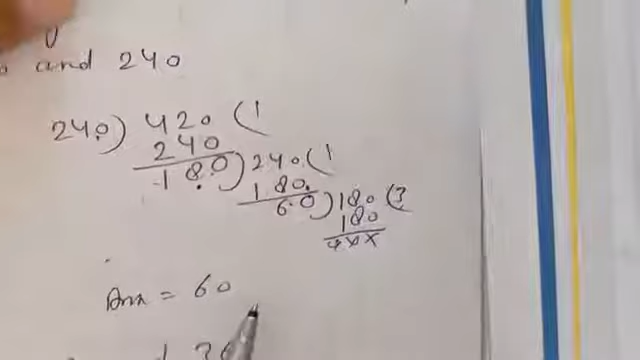 and 240
240) 420 (1
240
180) 240 (1
180
60) 180 (3
180
xxx
Ans = 60